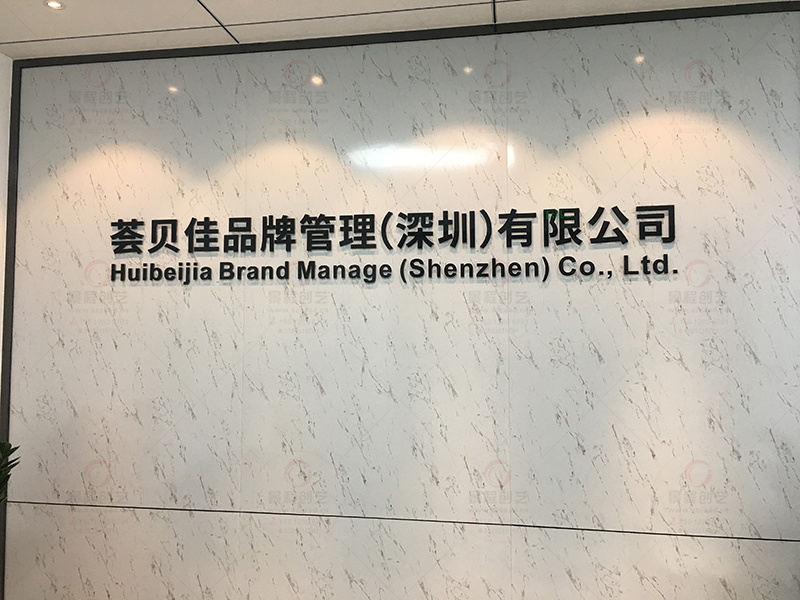 荟贝佳品牌管理(深圳)有限公司
Huibeijia Brand Manage (Shenzhen) Co., Ltd.